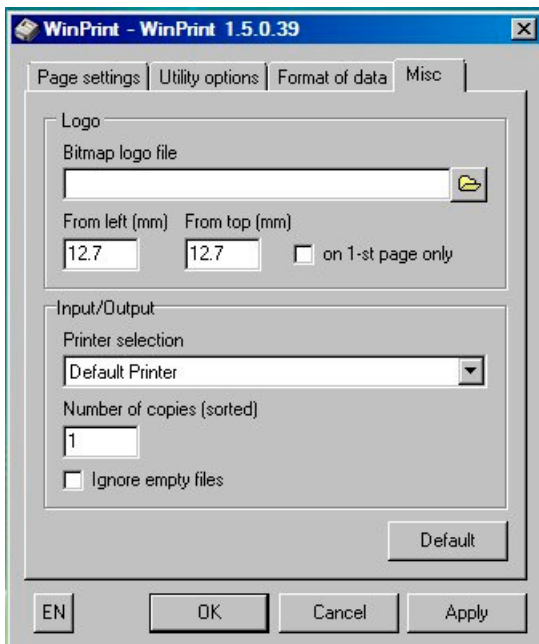 WinPrint - WinPrint 1.5.0.39
Page settings Utility options Format of data Misc
Logo
Bitmap logo file
From left (mm) From top (mm)
12.7 12.7 on 1-st page only
Input/Output
Printer selection
Default Printer
Number of copies (sorted)
1
Ignore empty files
Default
EN OK Cancel Apply